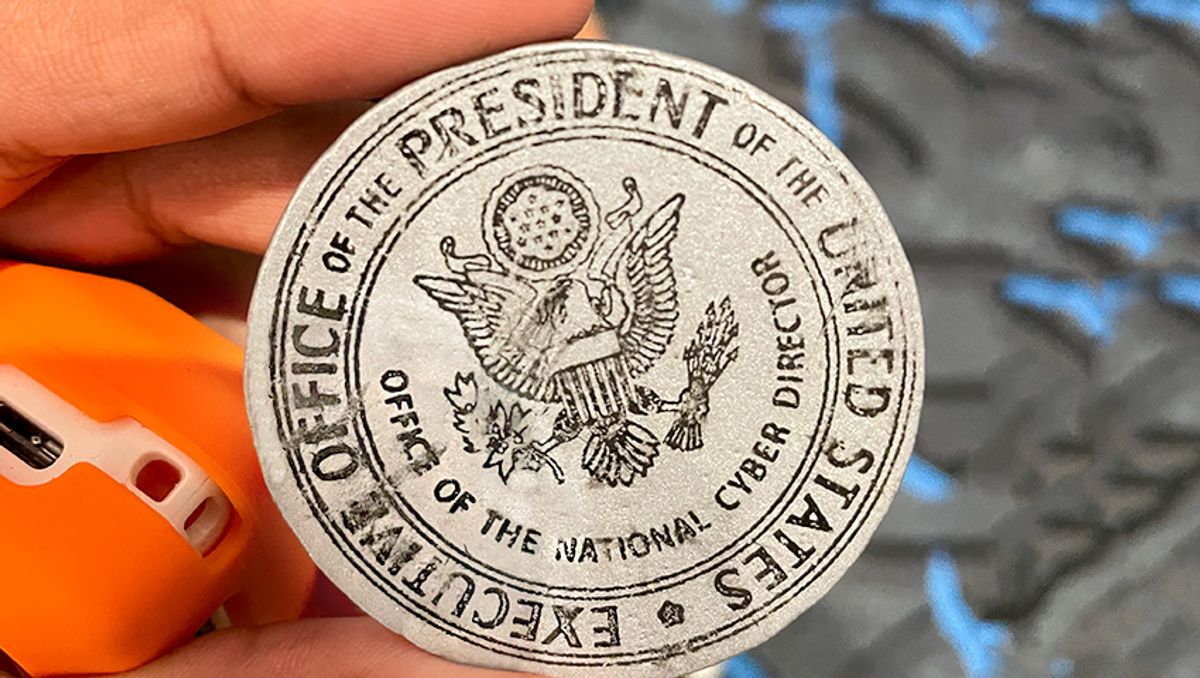 EXECUTIVE OFFICE OF THE PRESIDENT OF THE UNITED STATES
OFFICE OF THE NATIONAL CYBER DIRECTOR